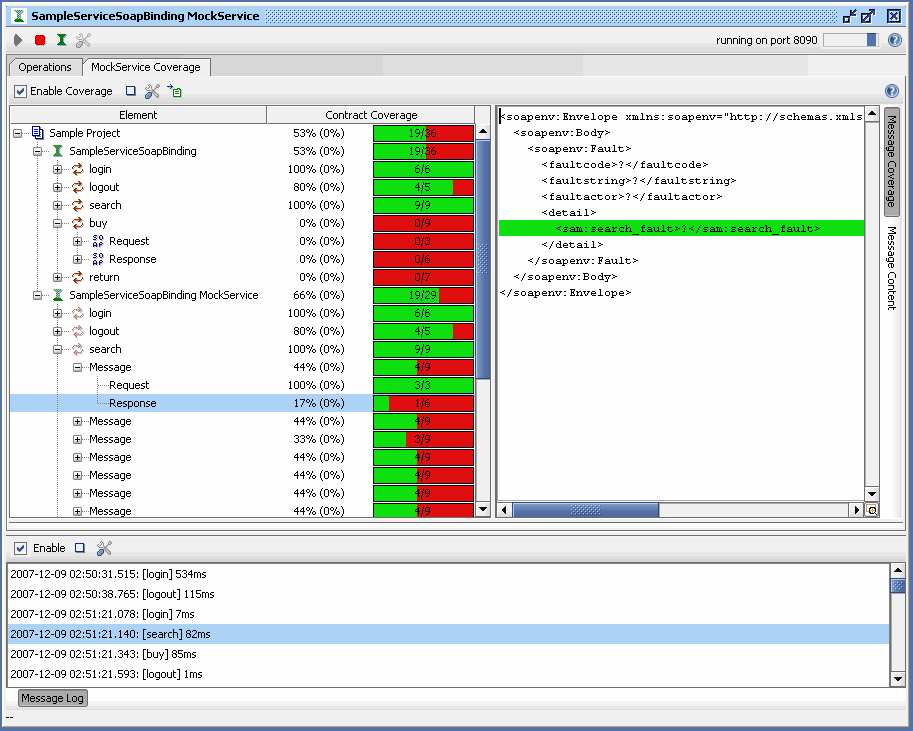 SampleServiceSoapBinding MockService
running on port 8090
Operations MockService Coverage
Enable Coverage
Element Contract Coverage
Sample Project 53% (0%) 19/36
SampleServiceSoapBinding 53% (0%) 19/36
login 100% (0%) 6/6
logout 80% (0%) 4/5
search 100% (0%) 9/9
buy 0% (0%) 0/9
SO AP Request 0% (0%) 0/3
SO AP Response 0% (0%) 0/6
return 0% (0%) 0/7
SampleServiceSoapBinding MockService 66% (0%) 19/29
login 100% (0%) 6/6
logout 80% (0%) 4/5
search 100% (0%) 9/9
Message 44% (0%) 4/9
Request 100% (0%) 3/3
Response 17% (0%) 1/6
Message 44% (0%) 4/9
Message 33% (0%) 3/9
Message 44% (0%) 4/9
Message 44% (0%) 4/9
Message 44% (0%) 4/9
Message 44% (0%) 4/9
<soapenv:Envelope xmlns:soapenv="http://schemas.xmls
<soapenv:Body>
<soapenv:Fault>
<faultcode>?</faultcode>
<faultstring>?</faultstring>
<faultactor>?</faultactor>
<detail>
<sam:search_fault>?</sam:search_fault>
</detail>
</soapenv:Fault>
</soapenv:Body>
</soapenv:Envelope>
Message Coverage
Message Content
Enable
2007-12-09 02:50:31.515: [login] 534ms
2007-12-09 02:50:38.765: [logout] 115ms
2007-12-09 02:51:21.078: [login] 7ms
2007-12-09 02:51:21.140: [search] 82ms
2007-12-09 02:51:21.343: [buy] 85ms
2007-12-09 02:51:21.593: [logout] 1ms
Message Log
--